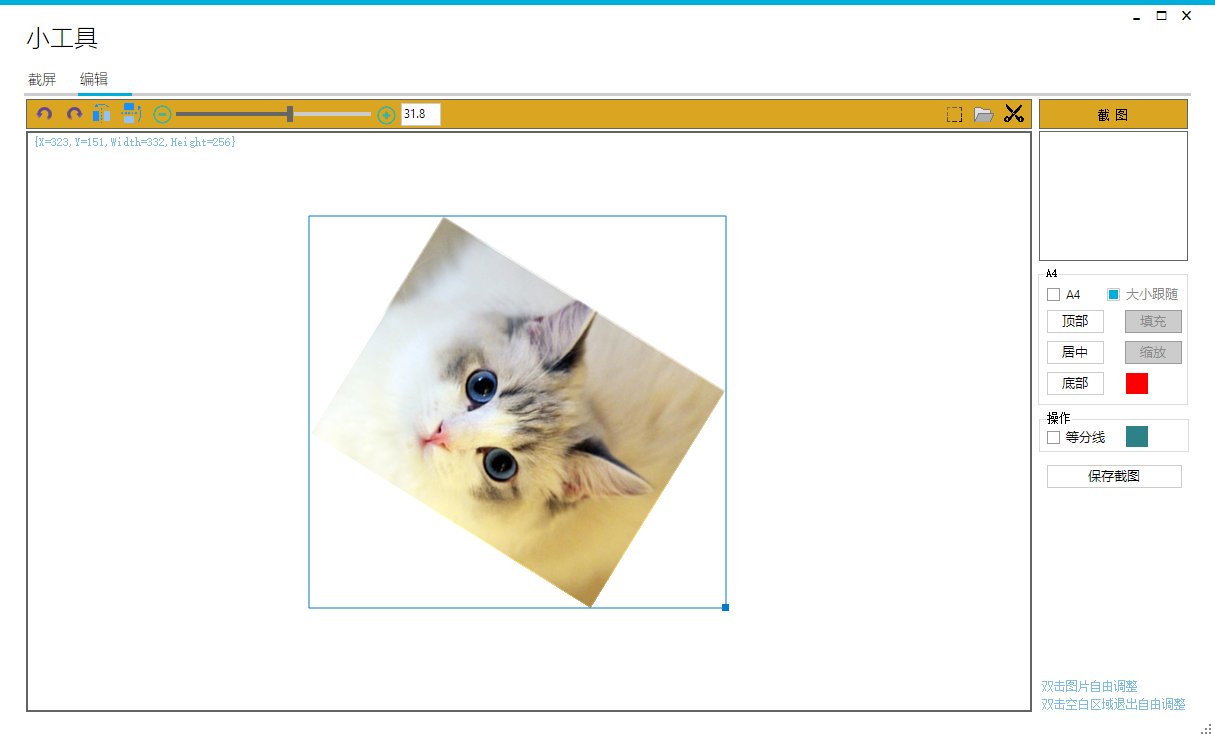 小工具
截屏 编辑
31.8
截 图
{X=323,Y=151,Width=332,Height=256}
A4
A4 大小跟随
顶部 填充
居中 缩放
底部
操作
等分线
保存截图
双击图片自由调整
双击空白区域退出自由调整